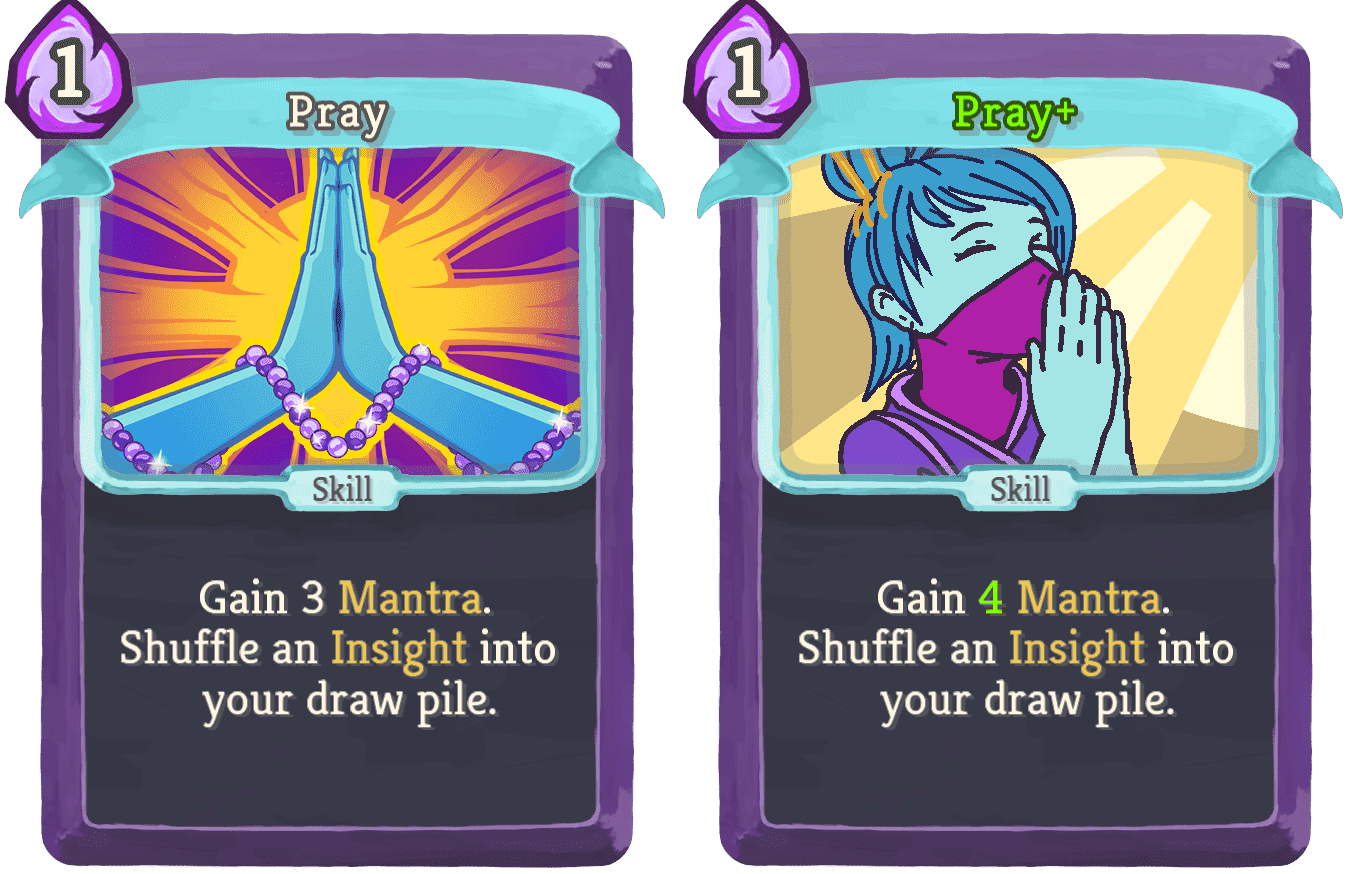 1
Pray
Skill
Gain 3 Mantra.
Shuffle an Insight into
your draw pile.
1
Pray+
Skill
Gain 4 Mantra.
Shuffle an Insight into
your draw pile.